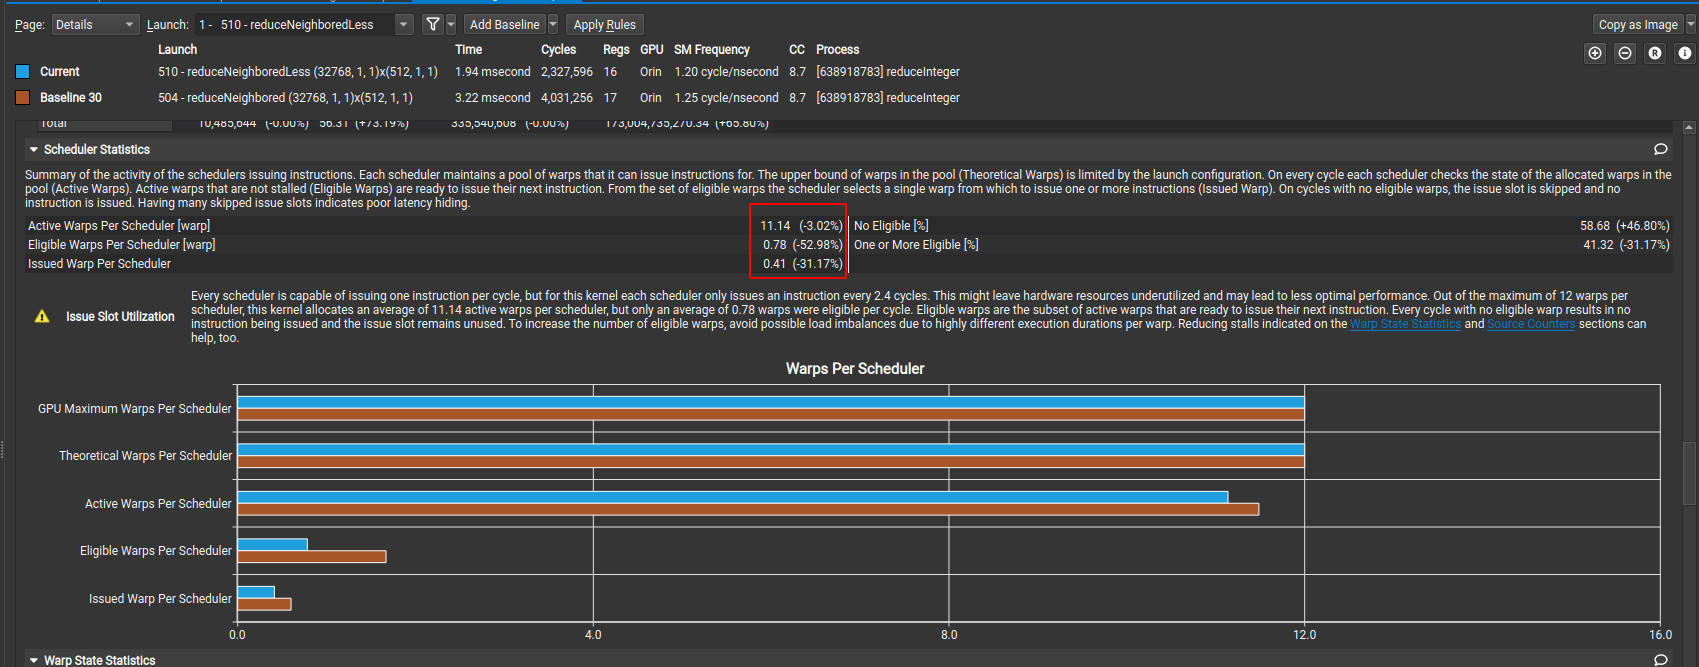 Page: Details Launch: 1 - 510 - reduceNeighboredLess Add Baseline Apply Rules Copy as Image
Launch Time Cycles Regs GPU SM Frequency CC Process
Current 510 - reduceNeighboredLess (32768, 1, 1)x(512, 1, 1) 1.94 msecond 2,327,596 16 Orin 1.20 cycle/nsecond 8.7 [638918783] reduceInteger
Baseline 30 504 - reduceNeighbored (32768, 1, 1)x(512, 1, 1) 3.22 msecond 4,031,256 17 Orin 1.25 cycle/nsecond 8.7 [638918783] reduceInteger
Total 10,485,644 (-0.00%) 56.31 (+73.19%) 335,540,608 (-0.00%) 173,004,735,270.34 (+65.80%)
Scheduler Statistics
Summary of the activity of the schedulers issuing instructions. Each scheduler maintains a pool of warps that it can issue instructions for. The upper bound of warps in the pool (Theoretical Warps) is limited by the launch configuration. On every cycle each scheduler checks the state of the allocated warps in the
pool (Active Warps). Active warps that are not stalled (Eligible Warps) are ready to issue their next instruction. From the set of eligible warps the scheduler selects a single warp from which to issue one or more instructions (Issued Warp). On cycles with no eligible warps, the issue slot is skipped and no
instruction is issued. Having many skipped issue slots indicates poor latency hiding.
Active Warps Per Scheduler [warp] 11.14 (-3.02%) No Eligible [%] 58.68 (+46.80%)
Eligible Warps Per Scheduler [warp] 0.78 (-52.98%) One or More Eligible [%] 41.32 (-31.17%)
Issued Warp Per Scheduler 0.41 (-31.17%)
Every scheduler is capable of issuing one instruction per cycle, but for this kernel each scheduler only issues an instruction every 2.4 cycles. This might leave hardware resources underutilized and may lead to less optimal performance. Out of the maximum of 12 warps per
Issue Slot Utilization scheduler, this kernel allocates an average of 11.14 active warps per scheduler, but only an average of 0.78 warps were eligible per cycle. Eligible warps are the subset of active warps that are ready to issue their next instruction. Every cycle with no eligible warp results in no
instruction being issued and the issue slot remains unused. To increase the number of eligible warps, avoid possible load imbalances due to highly different execution durations per warp. Reducing stalls indicated on the Warp State Statistics and Source Counters sections can
help, too.
Warps Per Scheduler
GPU Maximum Warps Per Scheduler
Theoretical Warps Per Scheduler
Active Warps Per Scheduler
Eligible Warps Per Scheduler
Issued Warp Per Scheduler
0.0 4.0 8.0 12.0 16.0
Warp State Statistics